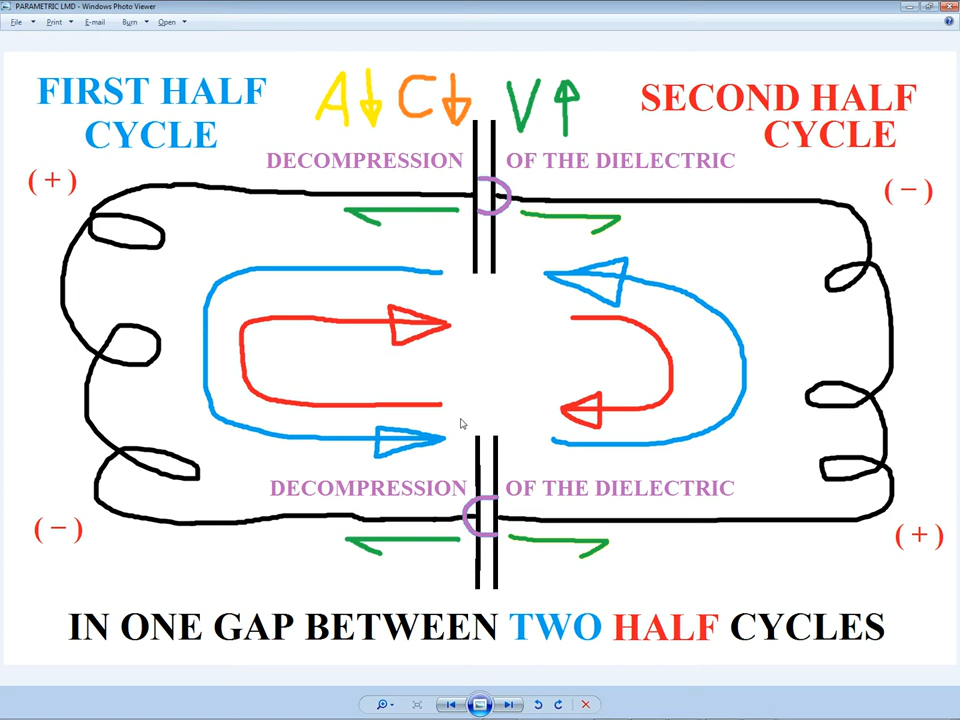 PARAMETRIC LMD - Windows Photo Viewer
File Print E-mail Burn Open
FIRST HALF
CYCLE
A↓ C↓ V↑
SECOND HALF
CYCLE
DECOMPRESSION OF THE DIELECTRIC
(+)
(−)
DECOMPRESSION OF THE DIELECTRIC
(−)
(+)
IN ONE GAP BETWEEN TWO HALF CYCLES